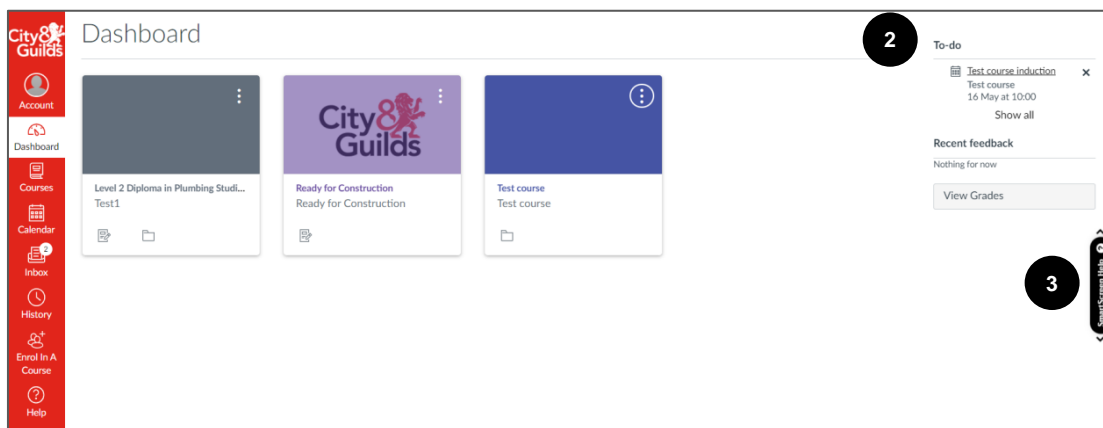 City&
Guilds
Account
Dashboard
Courses
Calendar
2
Inbox
History
Enrol In A
Course
Help
Dashboard
Level 2 Diploma in Plumbing Studi...
Test1
City&
Guilds
Ready for Construction
Ready for Construction
Test course
Test course
2
To-do
Test course induction
Test course
16 May at 10:00
Show all
Recent feedback
Nothing for now
View Grades
3
SmartScreen Help